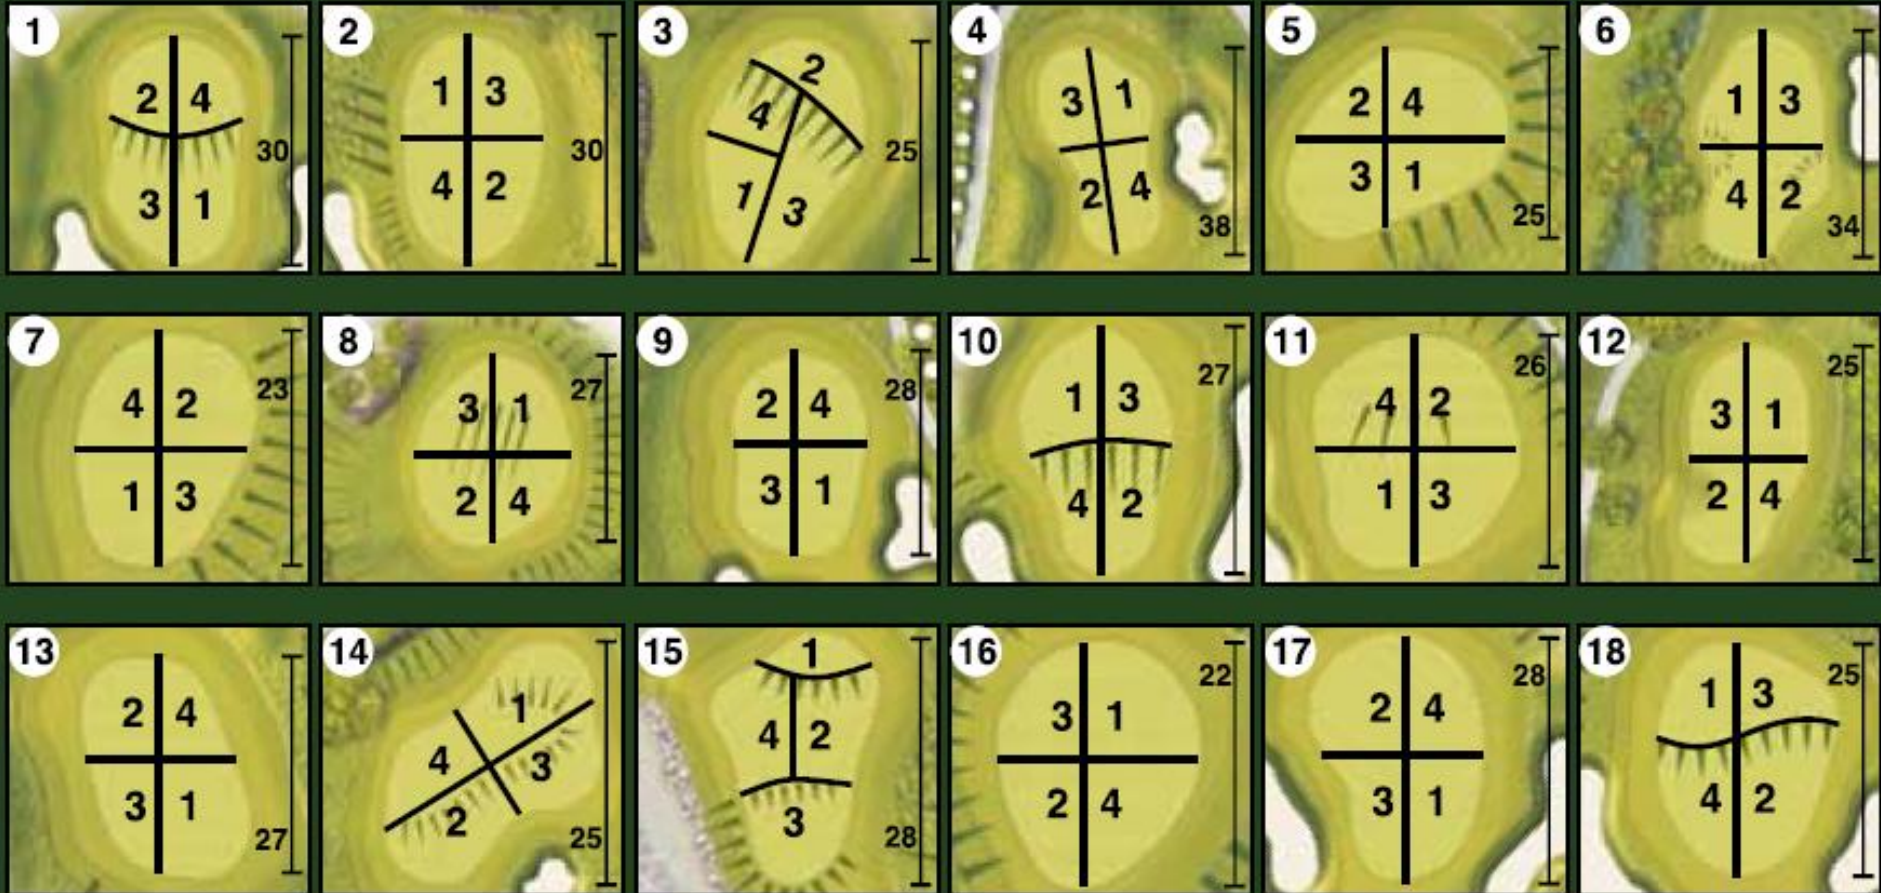 1 2 4 3 1 30
2 1 3 4 2 30
3 2 4 1 3 25
4 3 1 2 4 38
5 2 4 3 1 25
6 1 3 4 2 34
7 4 2 1 3 23
8 3 1 2 4 27
9 2 4 3 1 28
10 1 3 4 2 27
11 4 2 1 3 26
12 3 1 2 4 25
13 2 4 3 1 27
14 1 4 3 2 25
15 1 4 2 3 28
16 3 1 2 4 22
17 2 4 3 1 28
18 1 3 4 2 25